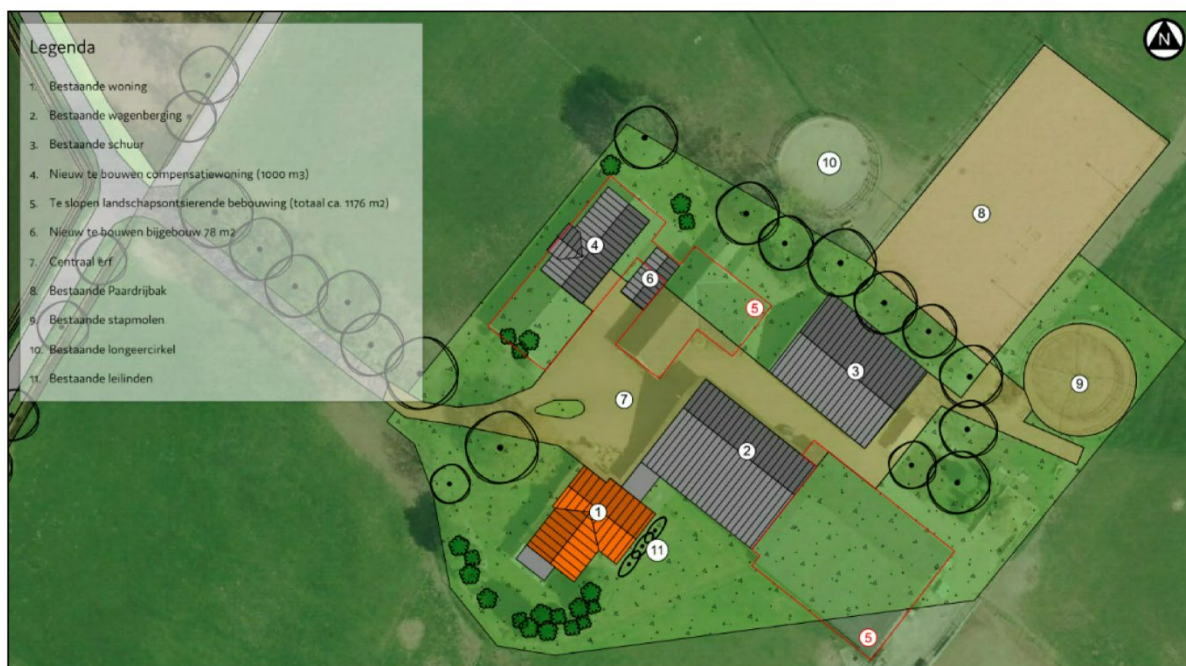 Legenda
1. Bestaande woning
2. Bestaande wagenberging
3. Bestaande schuur
4. Nieuw te bouwen compensatiewoning (1000 m3)
5. Te slopen landschapsontsierende bebouwing (totaal ca. 1176 m2)
6. Nieuw te bouwen bijgebouw 78 m2
7. Centraal erf
8. Bestaande Paardrijbak
9. Bestaande stapmolen
10. Bestaande longeercirkel
11. Bestaande leilinden
N
10
8
4
6
5
3
9
7
2
1
11
5